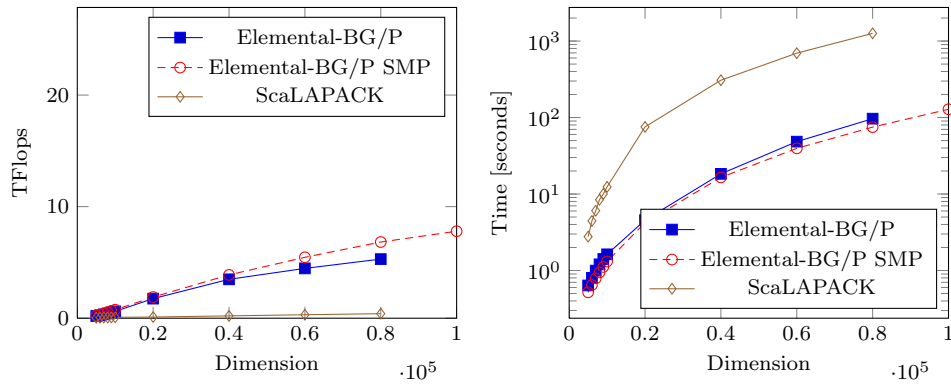 20
10
0
0
0.2
0.4
0.6
0.8
1
·10^5
Dimension
TFlops
Elemental-BG/P
Elemental-BG/P SMP
ScaLAPACK
10^3
10^2
10^1
10^0
0
0.2
0.4
0.6
0.8
1
·10^5
Dimension
Time [seconds]
Elemental-BG/P
Elemental-BG/P SMP
ScaLAPACK